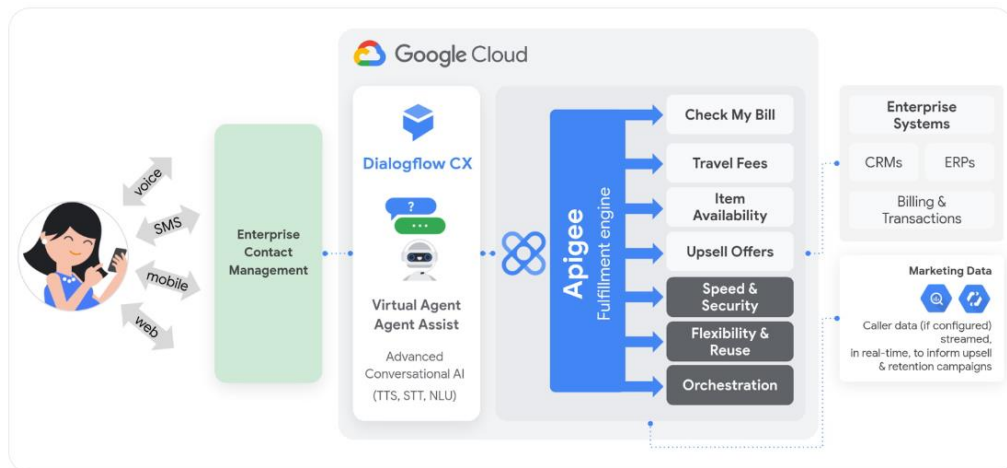 Google Cloud
voice
SMS
mobile
web
Enterprise
Contact
Management
Dialogflow CX
?
...
Virtual Agent
Agent Assist
Advanced
Conversational AI
(TTS, STT, NLU)
Apigee
Fulfillment engine
Check My Bill
Travel Fees
Item
Availability
Upsell Offers
Speed &
Security
Flexibility &
Reuse
Orchestration
Enterprise
Systems
CRMs
ERPs
Billing &
Transactions
Marketing Data
Caller data (if configured)
streamed,
in real-time, to inform upsell
& retention campaigns